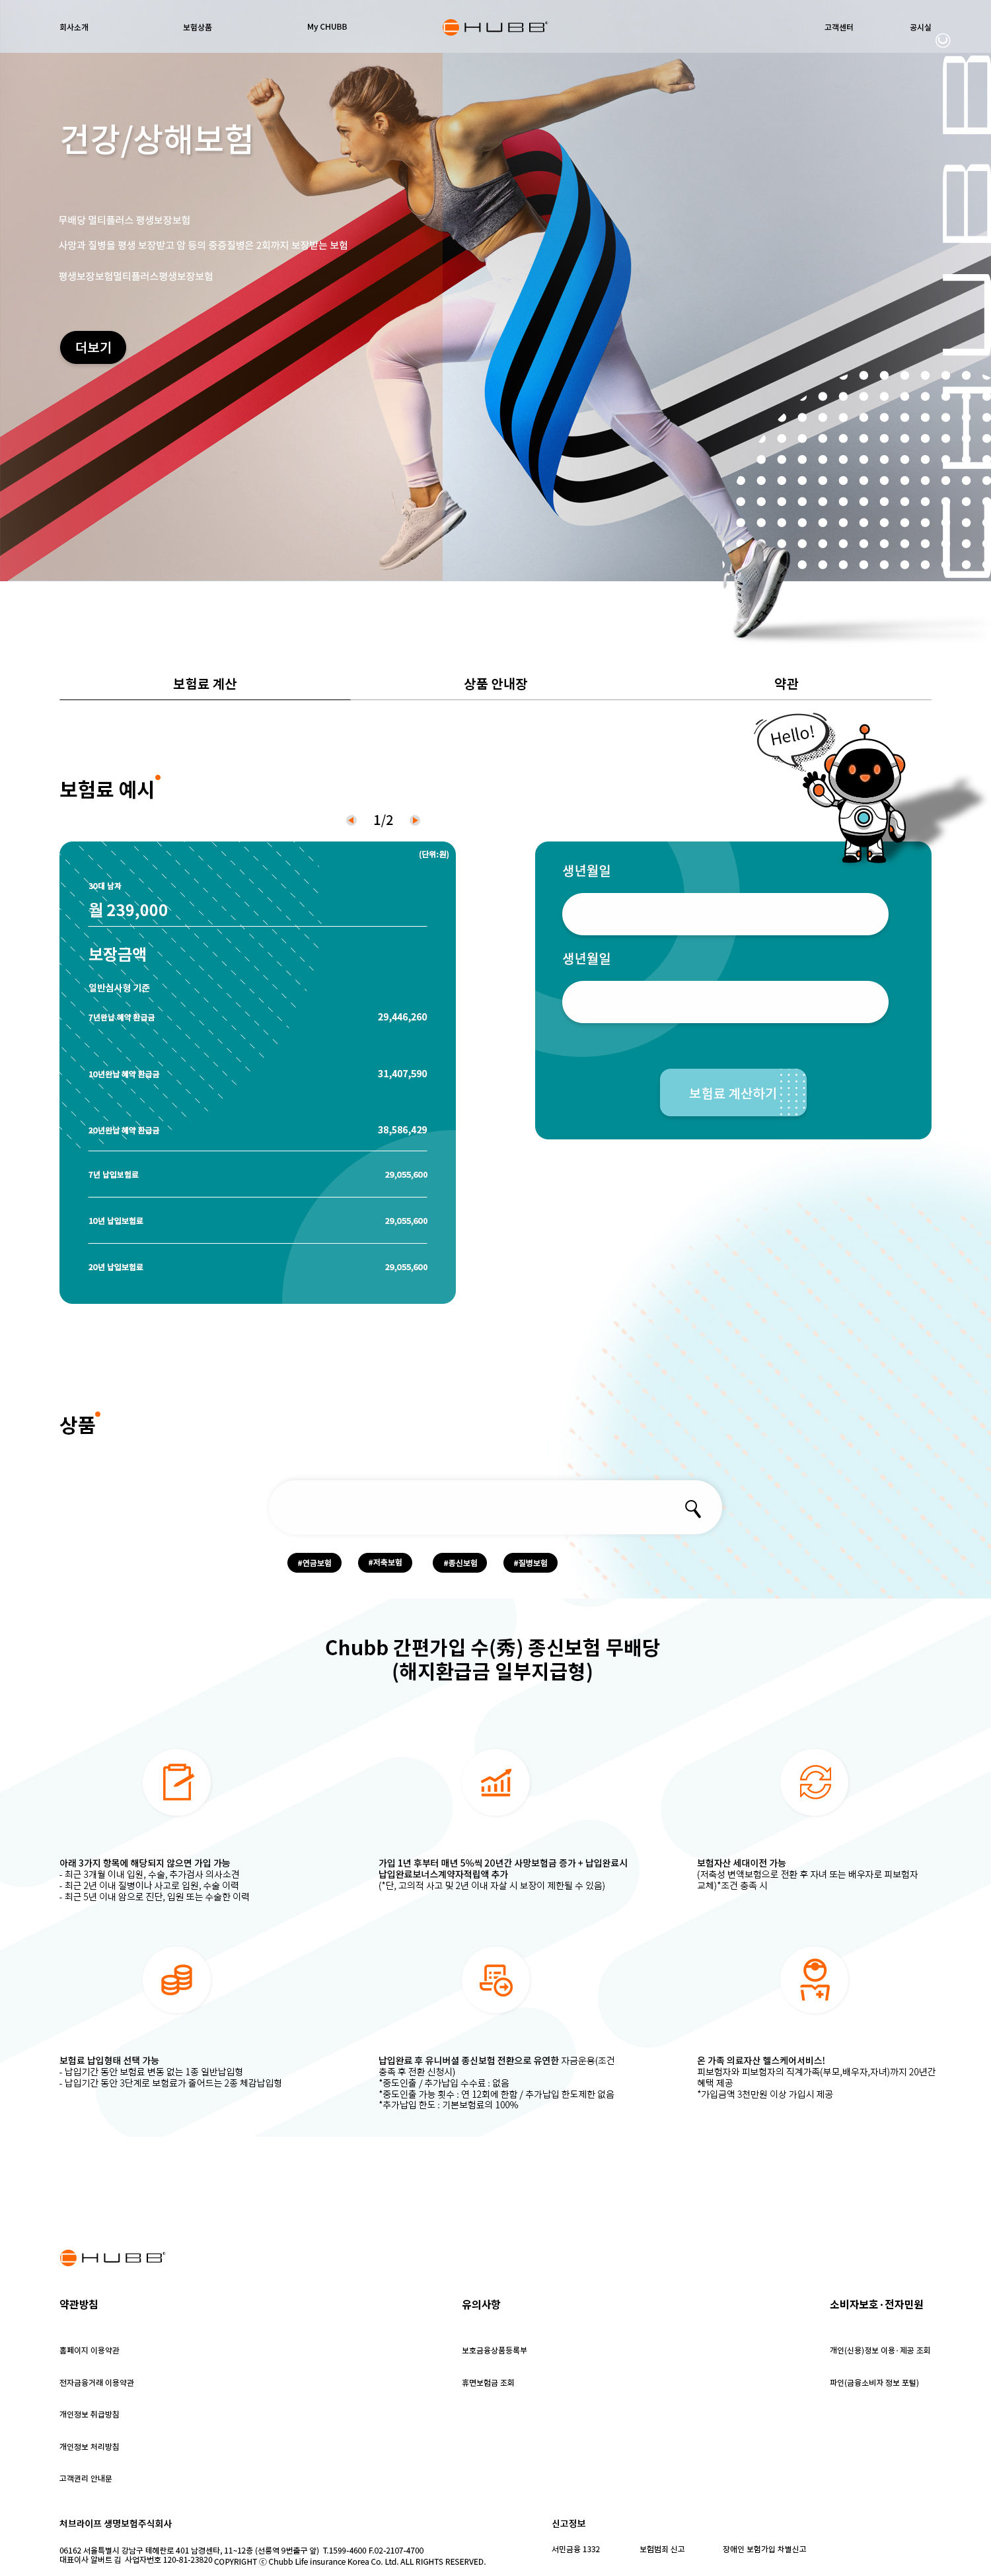 회사소개
보험상품
My CHUBB
CHUBB
고객센터
공시실
건강/상해보험
무배당 멀티플러스 평생보장보험
사망과 질병을 평생 보장받고 암 등의 중증질병은 2회까지 보장받는 보험
평생보장보험멀티플러스평생보장보험
더보기
보험료 계산
상품 안내장
약관
Hello!
보험료 예시
1/2
(단위:원)
30대 남자
월 239,000
보장금액
일반심사형 기준
7년완납 혜약 환급금 29,446,260
10년완납 혜약 환급금 31,407,590
20년완납 혜약 환급금 38,586,429
7년 납입보험료 29,055,600
10년 납입보험료 29,055,600
20년 납입보험료 29,055,600
생년월일
생년월일
보험료 계산하기
상품
#연금보험
#저축보험
#종신보험
#질병보험
Chubb 간편가입 수(秀) 종신보험 무배당
(해지환급금 일부지급형)
아래 3가지 항목에 해당되지 않으면 가입 가능
- 최근 3개월 이내 입원, 수술, 추가검사 의사소견
- 최근 2년 이내 질병이나 사고로 입원, 수술 이력
- 최근 5년 이내 암으로 진단, 입원 또는 수술한 이력
가입 1년 후부터 매년 5%씩 20년간 사망보험금 증가 + 납입완료시
납입완료보너스계약자적립액 추가
(*단, 고의적 사고 및 2년 이내 자살 시 보장이 제한될 수 있음)
보험자산 세대이전 가능
(저축성 변액보험으로 전환 후 자녀 또는 배우자로 피보험자
교체)*조건 충족 시
보험료 납입형태 선택 가능
- 납입기간 동안 보험료 변동 없는 1종 일반납입형
- 납입기간 동안 3단계로 보험료가 줄어드는 2종 체감납입형
납입완료 후 유니버셜 종신보험 전환으로 유연한 자금운용(조건
충족 후 전환 신청시)
*중도인출 / 추가납입 수수료 : 없음
*중도인출 가능 횟수 : 연 12회에 한함 / 추가납입 한도제한 없음
*추가납입 한도 : 기본보험료의 100%
온 가족 의료자산 헬스케어서비스!
피보험자와 피보험자의 직계가족(부모,배우자,자녀)까지 20년간
혜택 제공
*가입금액 3천만원 이상 가입시 제공
CHUBB
약관방침
유의사항
소비자보호·전자민원
홈페이지 이용약관
보호금융상품등록부
개인(신용)정보 이용·제공 조회
전자금융거래 이용약관
휴면보험금 조회
파인(금융소비자 정보 포털)
개인정보 취급방침
개인정보 처리방침
고객권리 안내문
처브라이프 생명보험주식회사
신고정보
06162 서울특별시 강남구 테헤란로 401 남경센타, 11~12층 (선릉역 9번출구 앞) T.1599-4600 F.02-2107-4700
대표이사 알버트 김 사업자번호 120-81-23820 COPYRIGHT ⓒ Chubb Life insurance Korea Co. Ltd. ALL RIGHTS RESERVED.
서민금융 1332
보험범죄 신고
장애인 보험가입 차별신고